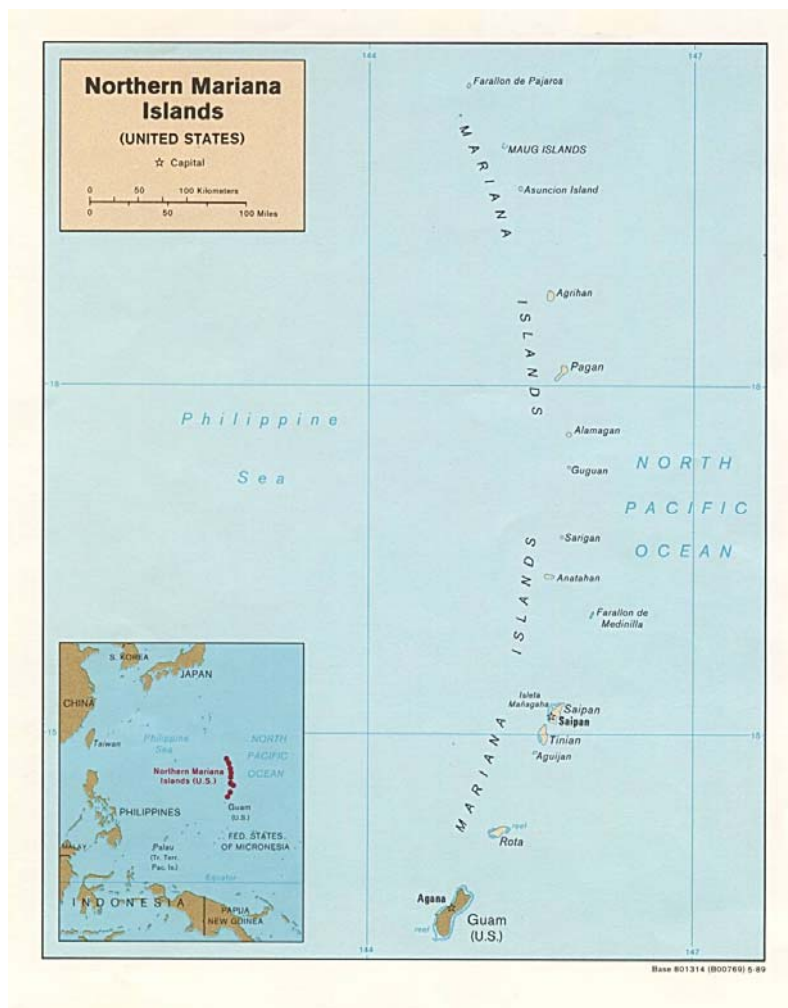 144
147
Northern Mariana
Islands
(UNITED STATES)
☆ Capital
0 50 100 Kilometers
0 50 100 Miles
Farallon de Pajaros
MAUG ISLANDS
Asuncion Island
MARIANA
ISLANDS
Agrihan
Pagan
18
18
Philippine
Sea
Alamagan
Guguan
NORTH
PACIFIC
OCEAN
Sarigan
Anatahan
Farallon de
Medinilla
MARIANA ISLANDS
Isleta
Mañagaha
Saipan
Saipan
15
15
Tinian
Aguijan
reef
Rota
Agana
Guam
(U.S.)
reef
144
147
S. KOREA
JAPAN
CHINA
Taiwan
Philippine
Sea
NORTH
PACIFIC
OCEAN
Northern Mariana
Islands (U.S.)
Guam
(U.S.)
PHILIPPINES
FED. STATES
OF MICRONESIA
MALAY.
Palau
(Tr. Terr.
Pac. Is.)
Equator
INDONESIA
PAPUA
NEW GUINEA
Base 801314 (B00769) 5-89